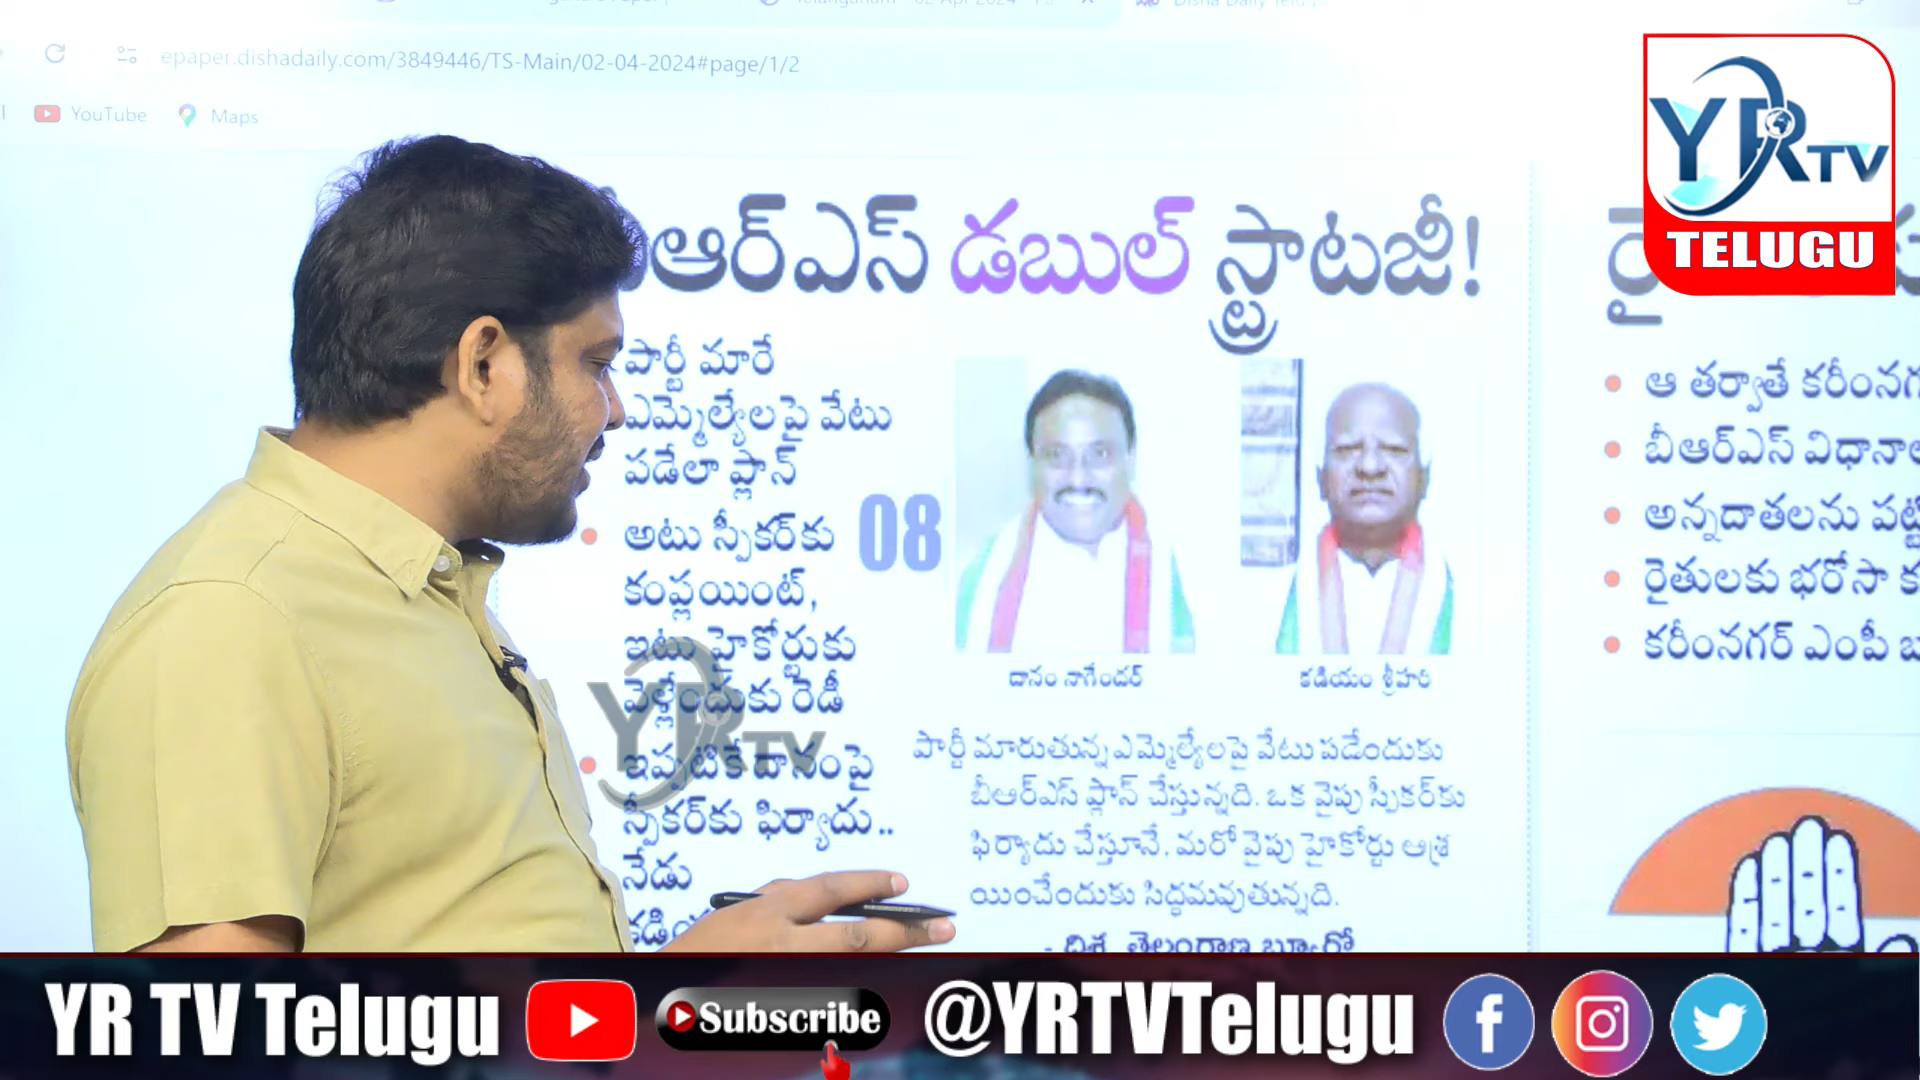 epaper.dishadaily.com/3849446/TS-Main/02-04-2024#page/1/2
YouTube
Maps
YRTV
TELUGU
ఆర్ఎస్ డబుల్ స్ట్రాటజీ!
పార్టీ మారే
ఎమ్మెల్యేలపై వేటు
పడేలా ప్లాన్
అటు స్పీకర్‌కు
కంప్లయింట్,
ఇటు హైకోర్టుకు
వెళ్లేందుకు రెడీ
ఇప్పటికే దానంపై
స్పీకర్‌కు ఫిర్యాదు..
నేడు
08
దానం నాగేందర్
కడియం శ్రీహరి
పార్టీ మారుతున్న ఎమ్మెల్యేలపై వేటు పడేందుకు
బీఆర్ఎస్ ప్లాన్ చేస్తున్నది. ఒక వైపు స్పీకర్‌కు
ఫిర్యాదు చేస్తూనే. మరో వైపు హైకోర్టు ఆశ్ర
యించేందుకు సిద్ధమవుతున్నది.
- దిశ, తెలంగాణ బ్యూరో
ఆ తర్వాతే కరీంనగ
బీఆర్ఎస్ విధానాల
అన్నదాతలను పట్టి
రైతులకు భరోసా క
కరీంనగర్ ఎంపీ బ
YRTV
YR TV Telugu
Subscribe
@YRTVTelugu